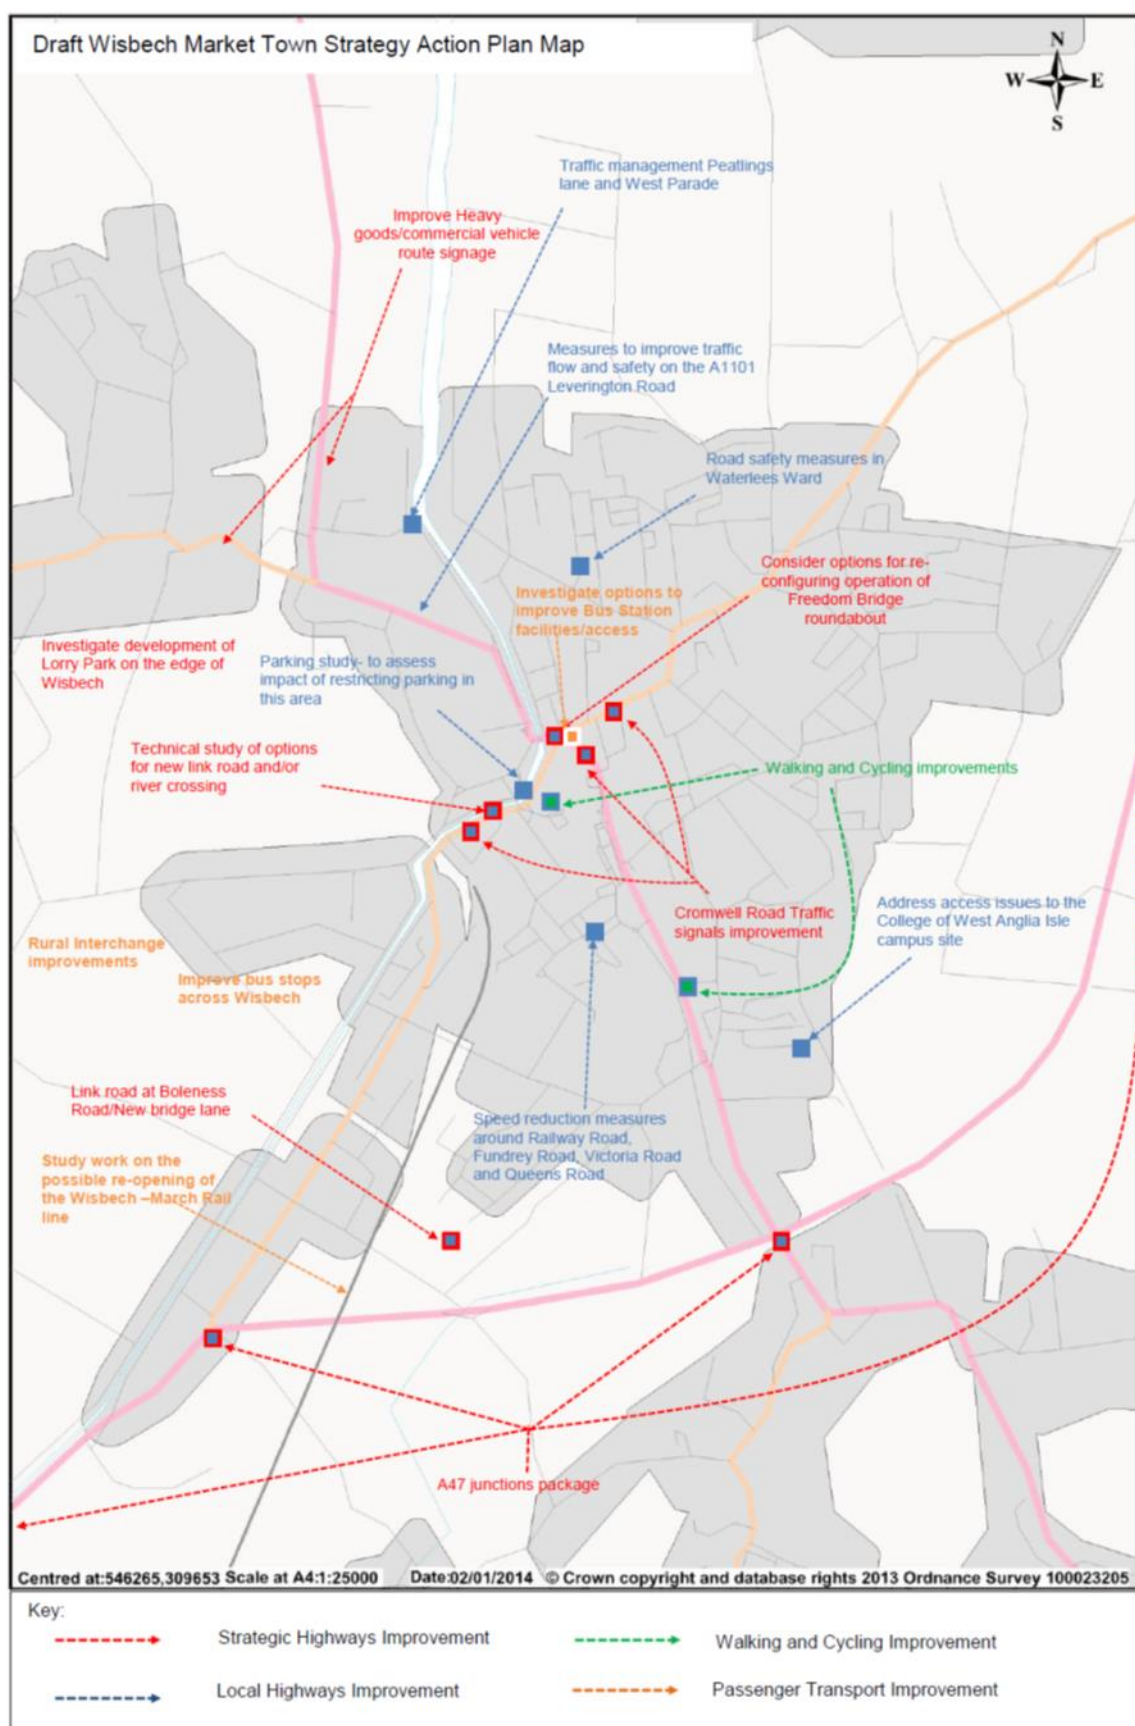 Draft Wisbech Market Town Strategy Action Plan Map
N
W E
S
Traffic management Peatlings
lane and West Parade
Improve Heavy
goods/commercial vehicle
route signage
Measures to improve traffic
flow and safety on the A1101
Leverington Road
Road safety measures in
Waterlees Ward
Consider options for re-
configuring operation of
Freedom Bridge
roundabout
Investigate options to
improve Bus Station
facilities/access
Investigate development of
Lorry Park on the edge of
Wisbech
Parking study- to assess
impact of restricting parking in
this area
Technical study of options
for new link road and/or
river crossing
Walking and Cycling improvements
Cromwell Road Traffic
signals improvement
Address access issues to the
College of West Anglia Isle
campus site
Rural Interchange
improvements
Improve bus stops
across Wisbech
Link road at Boleness
Road/New bridge lane
Speed reduction measures
around Railway Road,
Fundrey Road, Victoria Road
and Queens Road
Study work on the
possible re-opening of
the Wisbech –March Rail
line
A47 junctions package
Centred at:546265,309653 Scale at A4:1:25000 Date:02/01/2014 © Crown copyright and database rights 2013 Ordnance Survey 100023205
Key:
Strategic Highways Improvement
Walking and Cycling Improvement
Local Highways Improvement
Passenger Transport Improvement